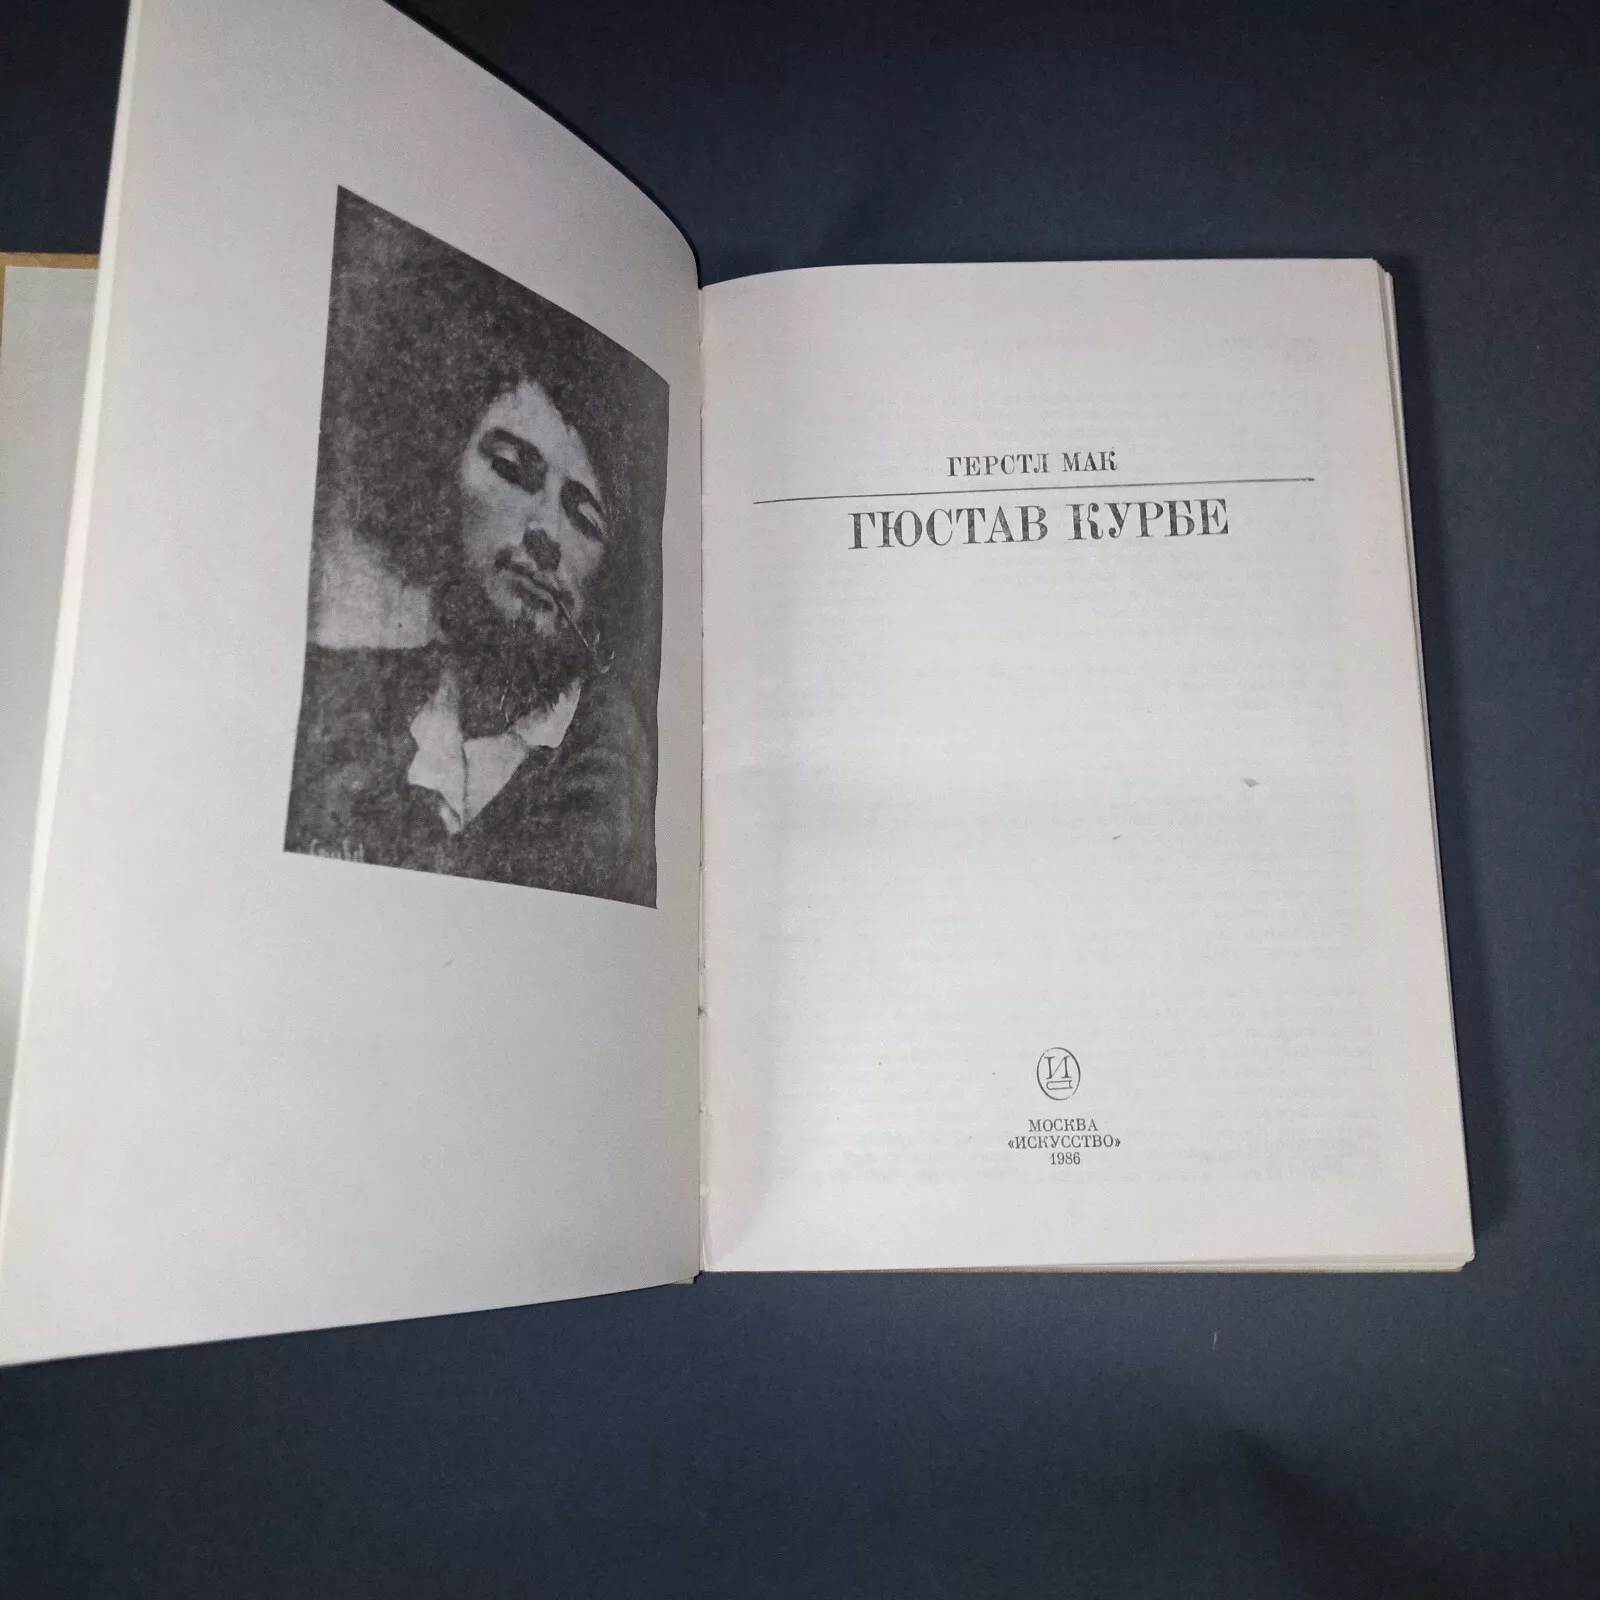 ГЕРСТЛ МАК
ГЮСТАВ КУРБЕ
И
МОСКВА
«ИСКУССТВО»
1986